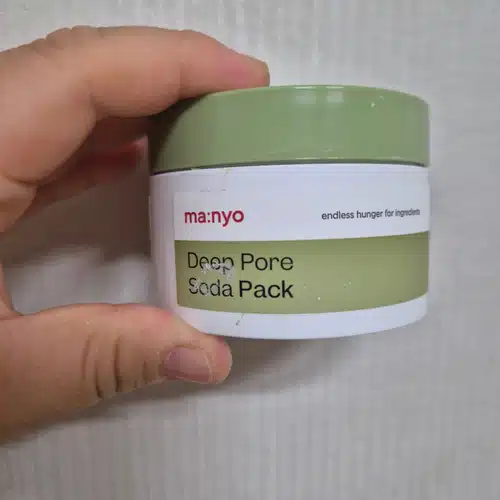 ma:nyo
endless hunger for ingredients
Deep Pore
Soda Pack